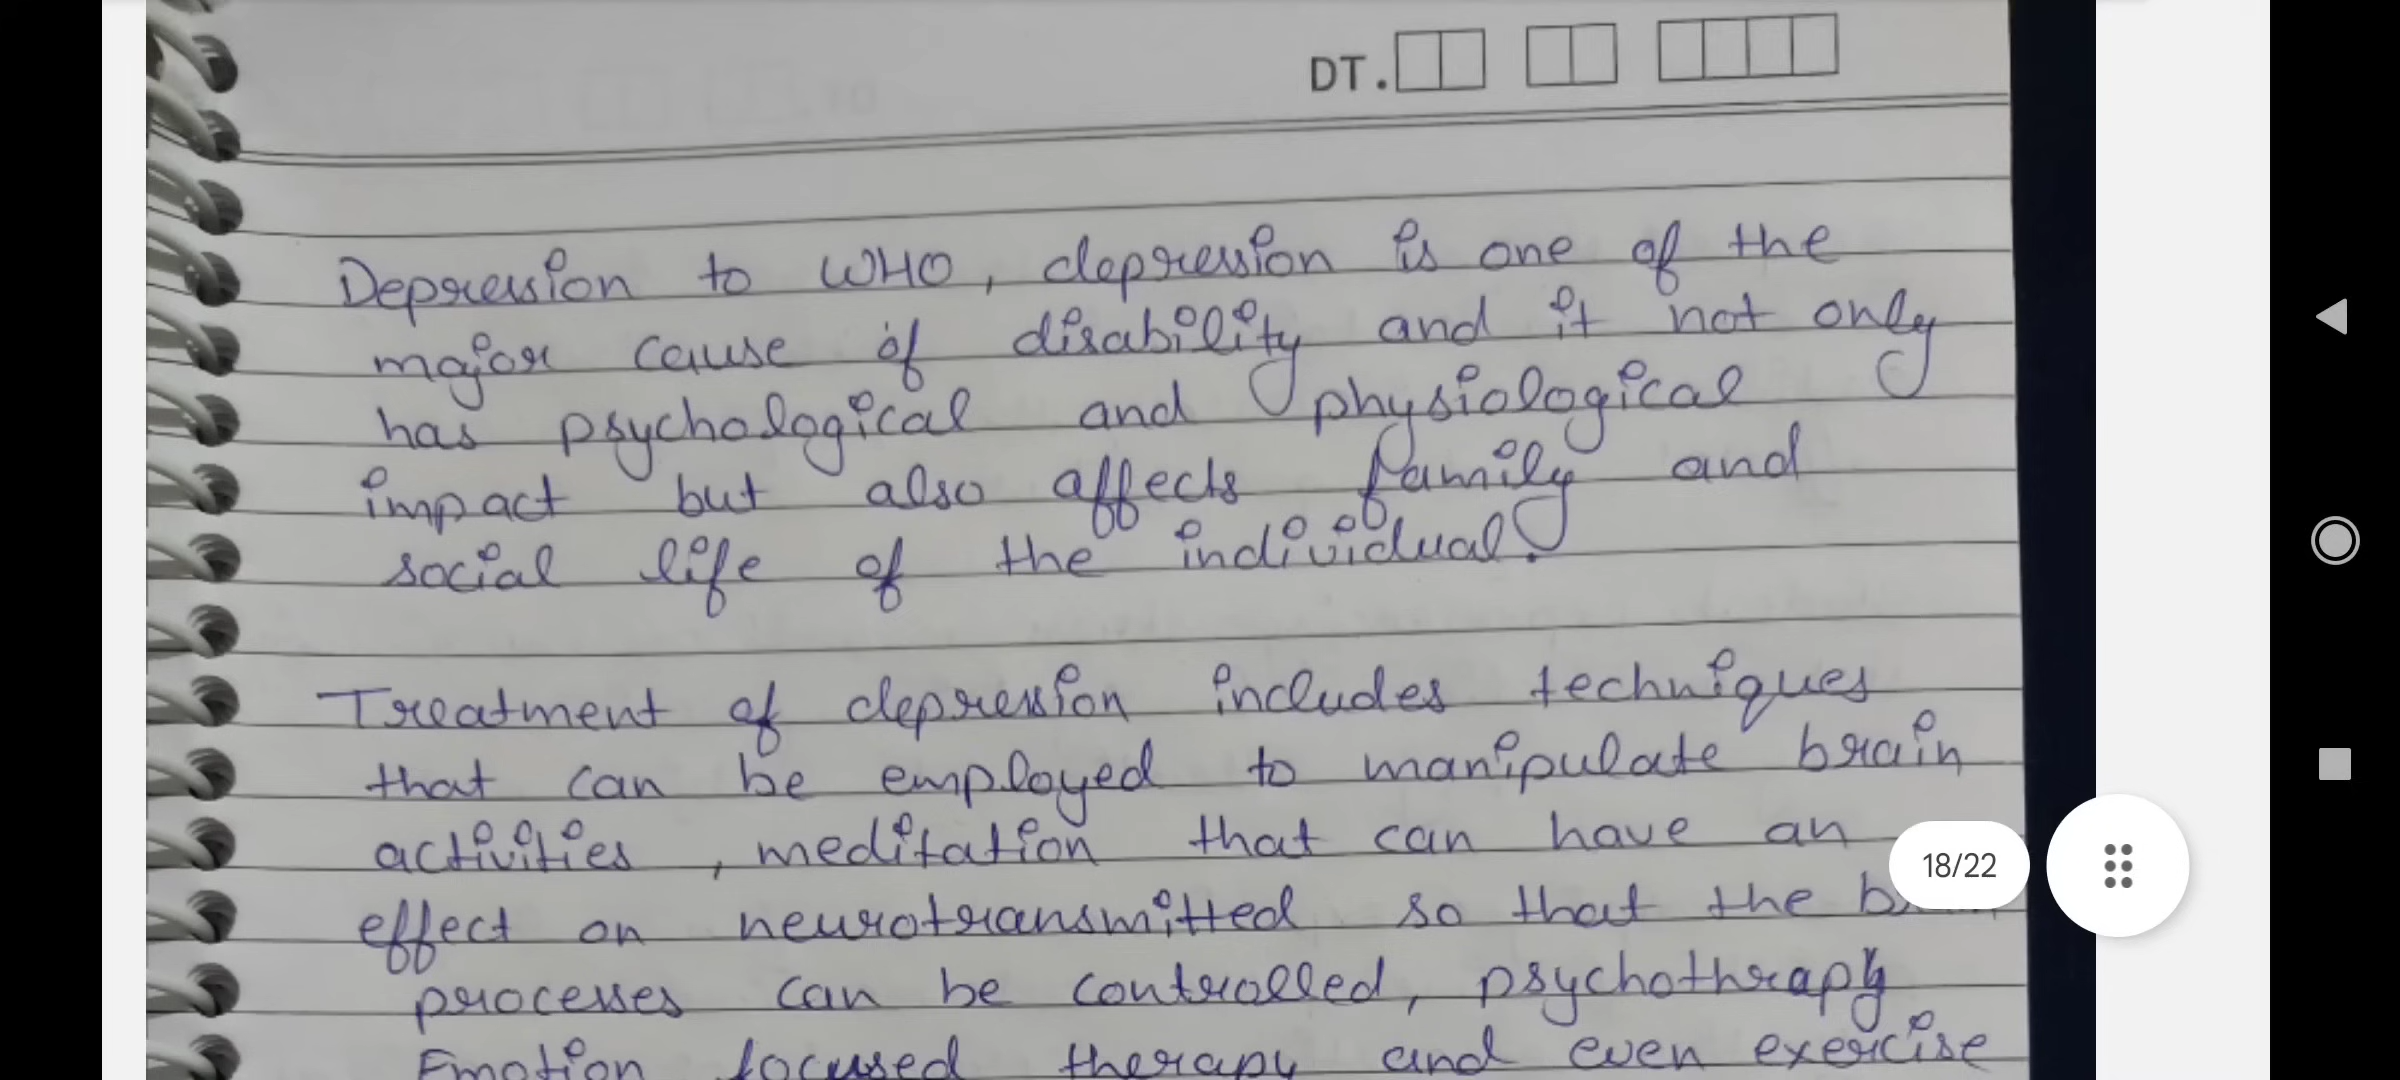 DT.
Depression to WHO, depression is one of the
major cause of disability and it not only
has psychological and physiological
impact but also affects family and
social life of the individual.
Treatment of depression includes techniques
that can be employed to manipulate brain
activities, meditation that can have an
18/22
effect on neurotransmitted so that the
processes can be controlled, psychothrapy
Emotion focused therapy and even exercise